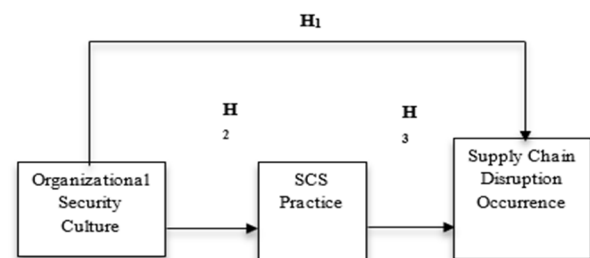 H1
H
2
H
3
Organizational
Security
Culture
SCS
Practice
Supply Chain
Disruption
Occurrence